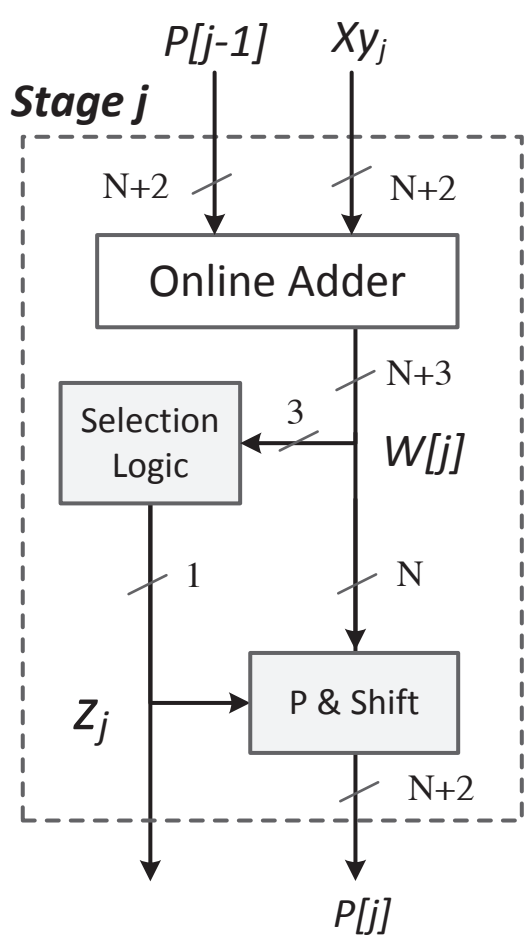 P[j-1] Xyj
Stage j
N+2 N+2
Online Adder
N+3
3
Selection
Logic
W[j]
1 N
P & Shift
zj
N+2
P[j]